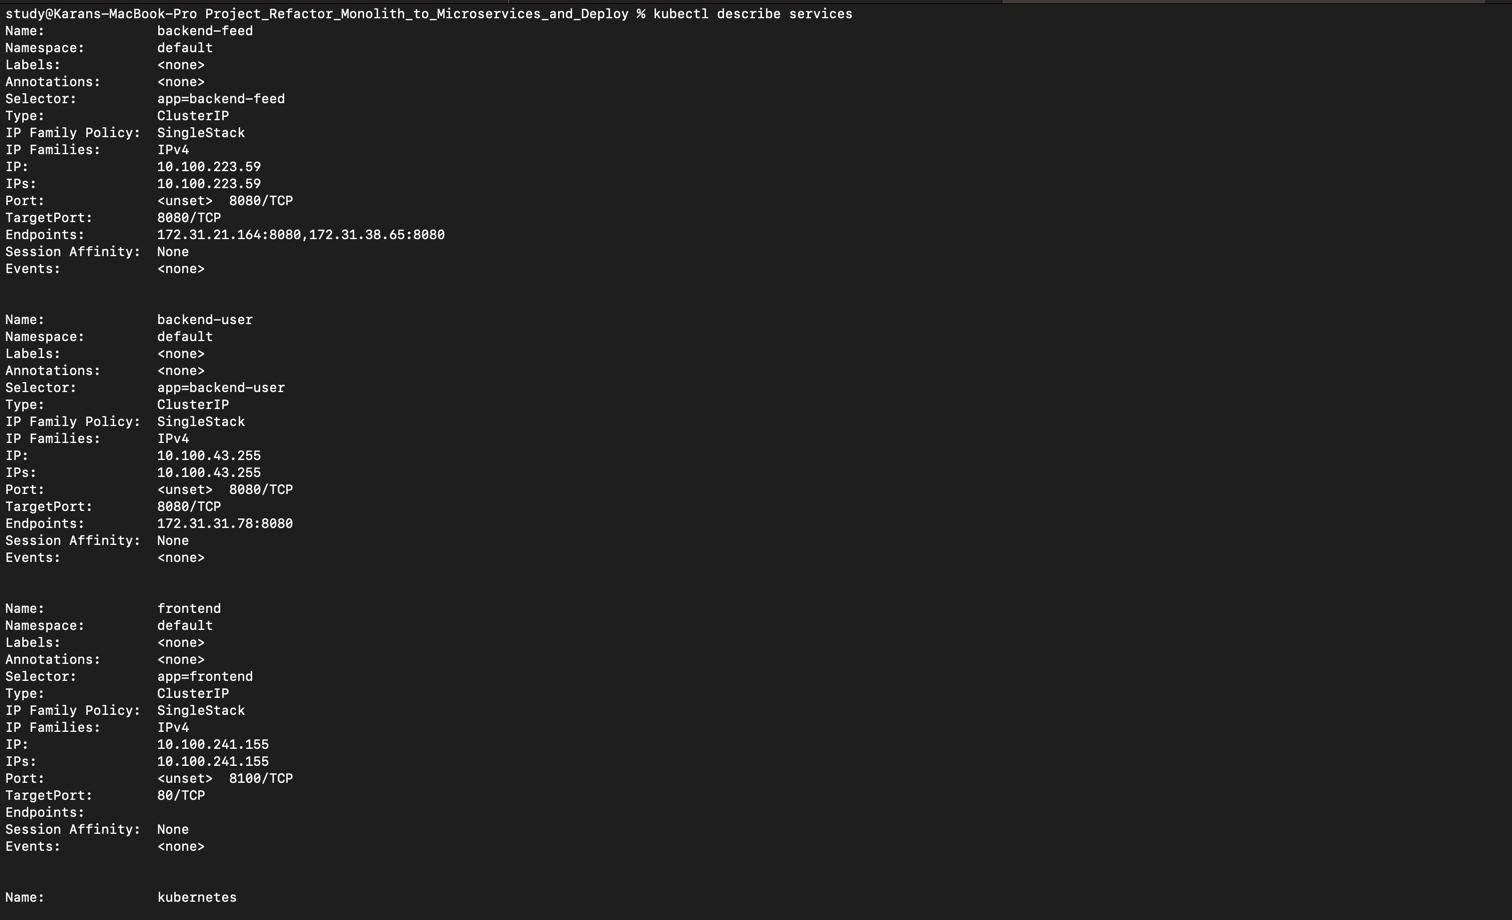 study@Karans-MacBook-Pro Project_Refactor_Monolith_to_Microservices_and_Deploy % kubectl describe services
Name:              backend-feed
Namespace:         default
Labels:            <none>
Annotations:       <none>
Selector:          app=backend-feed
Type:              ClusterIP
IP Family Policy:  SingleStack
IP Families:       IPv4
IP:                10.100.223.59
IPs:               10.100.223.59
Port:              <unset>  8080/TCP
TargetPort:        8080/TCP
Endpoints:         172.31.21.164:8080,172.31.38.65:8080
Session Affinity:  None
Events:            <none>
Name:              backend-user
Namespace:         default
Labels:            <none>
Annotations:       <none>
Selector:          app=backend-user
Type:              ClusterIP
IP Family Policy:  SingleStack
IP Families:       IPv4
IP:                10.100.43.255
IPs:               10.100.43.255
Port:              <unset>  8080/TCP
TargetPort:        8080/TCP
Endpoints:         172.31.31.78:8080
Session Affinity:  None
Events:            <none>
Name:              frontend
Namespace:         default
Labels:            <none>
Annotations:       <none>
Selector:          app=frontend
Type:              ClusterIP
IP Family Policy:  SingleStack
IP Families:       IPv4
IP:                10.100.241.155
IPs:               10.100.241.155
Port:              <unset>  8100/TCP
TargetPort:        80/TCP
Endpoints:
Session Affinity:  None
Events:            <none>
Name:              kubernetes